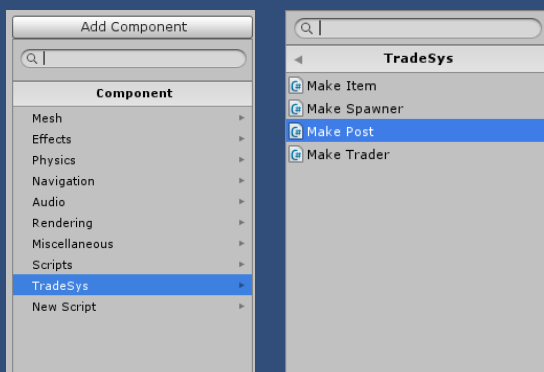 Add Component
Component
Mesh
Effects
Physics
Navigation
Audio
Rendering
Miscellaneous
Scripts
TradeSys
New Script
TradeSys
Make Item
Make Spawner
Make Post
Make Trader